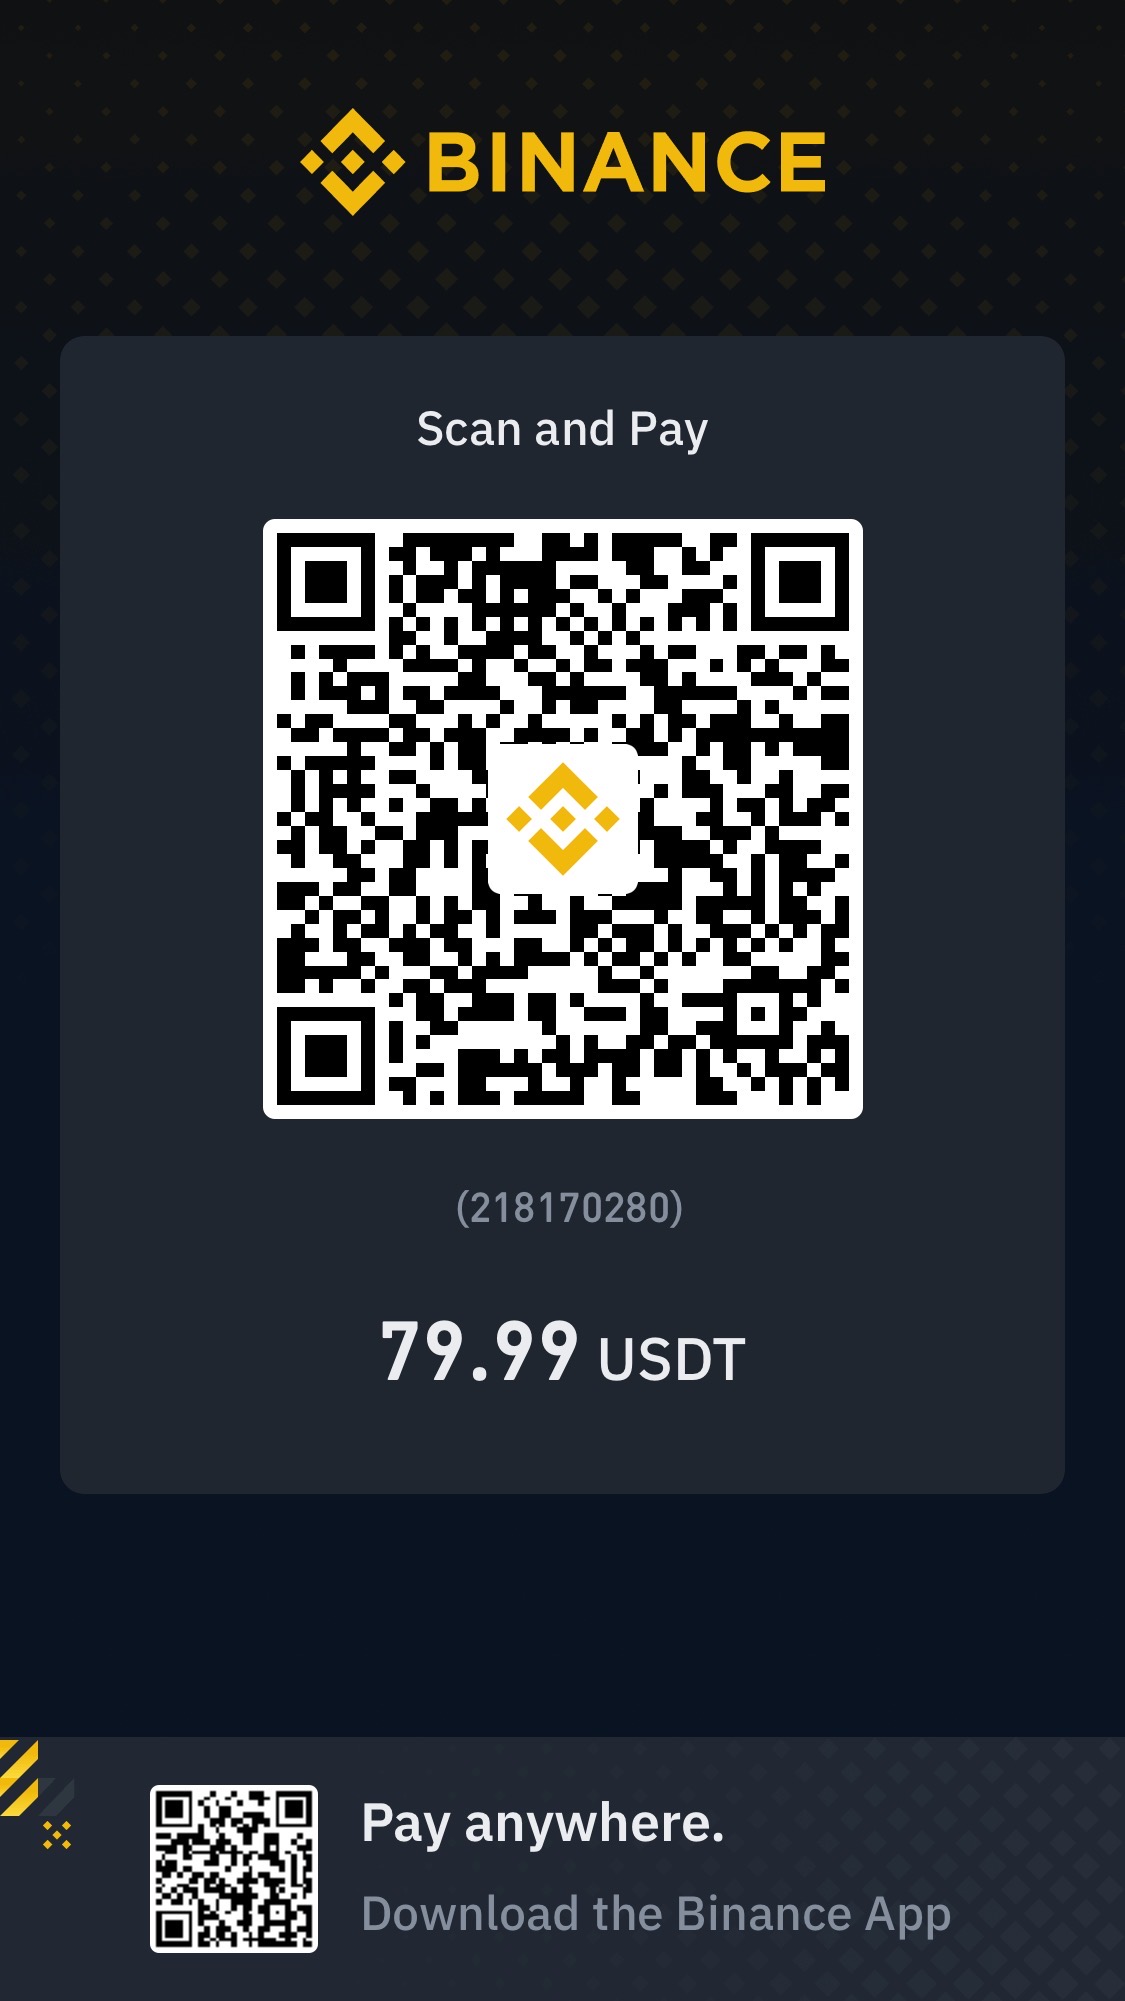 BINANCE
Scan and Pay
(218170280)
79.99 USDT
Pay anywhere.
Download the Binance App